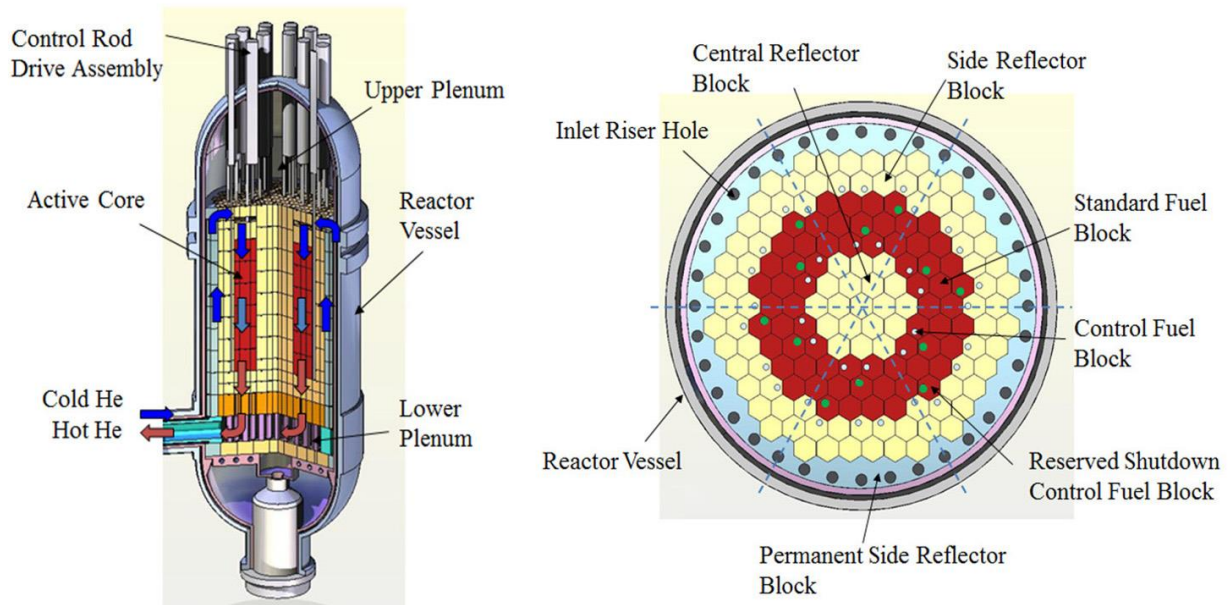 Control Rod
Drive Assembly
Upper Plenum
Active Core
Reactor
Vessel
Cold He
Hot He
Lower
Plenum
Central Reflector
Block
Side Reflector
Block
Inlet Riser Hole
Standard Fuel
Block
Control Fuel
Block
Reactor Vessel
Reserved Shutdown
Control Fuel Block
Permanent Side Reflector
Block